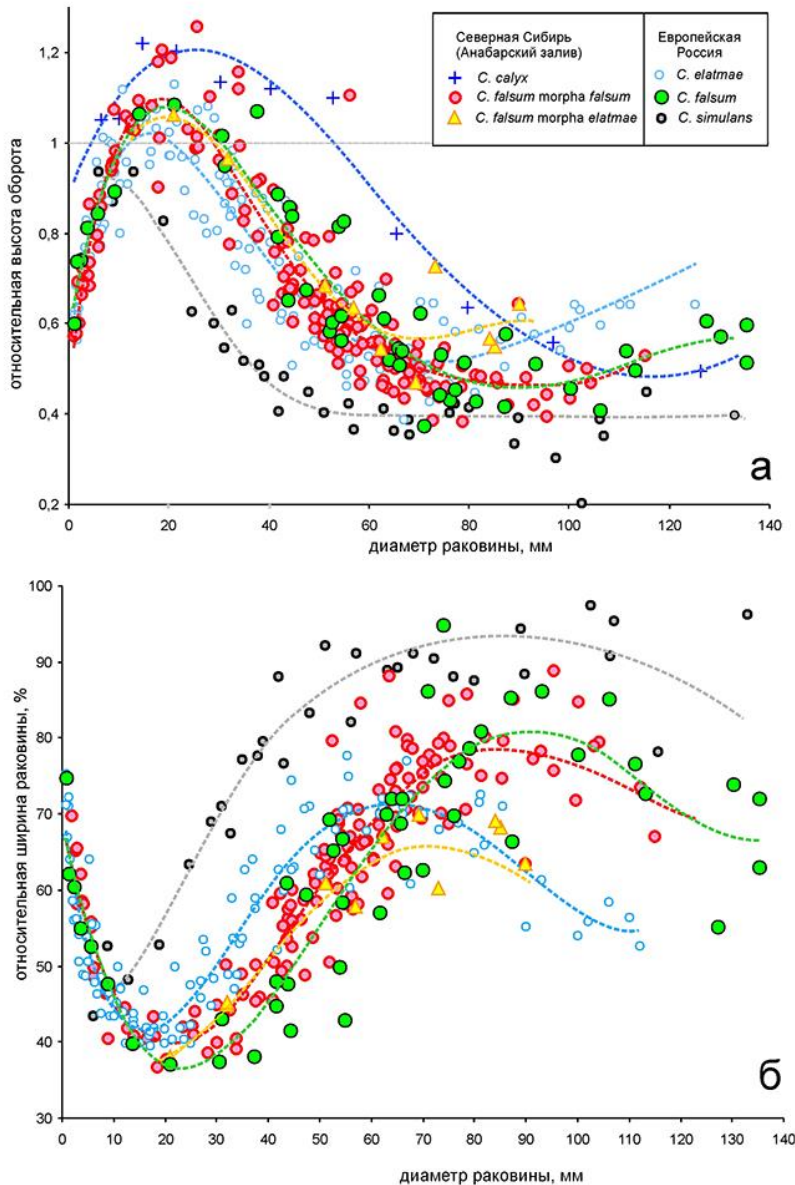 Северная Сибирь
(Анабарский залив)
C. calyx
C. falsum morpha falsum
C. falsum morpha elatmae
Европейская
Россия
C. elatmae
C. falsum
C. simulans
относительная высота оборота
1,2
1
0,8
0,6
0,4
0,2
0
20
40
60
80
100
120
140
а
диаметр раковины, мм
относительная ширина раковины, %
100
90
80
70
60
50
40
30
0
10
20
30
40
50
60
70
80
90
100
110
120
130
140
б
диаметр раковины, мм